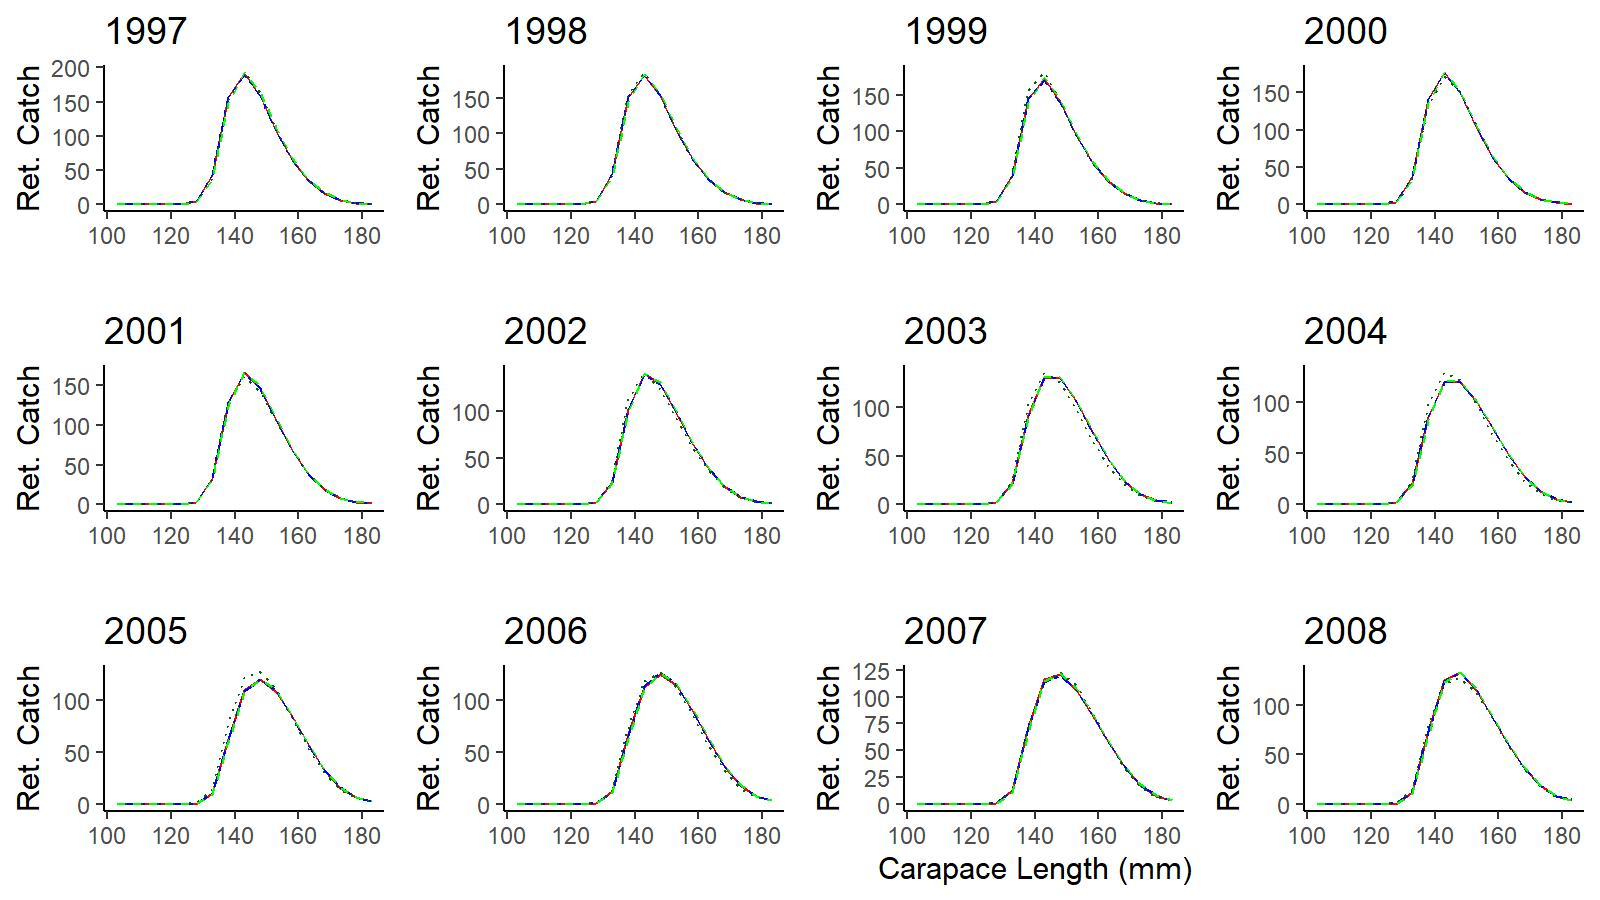 1997 1998 1999 2000
Ret. Catch 200 150 100 50 0
Ret. Catch 150 100 50 0
Ret. Catch 150 100 50 0
Ret. Catch 150 100 50 0
100 120 140 160 180 100 120 140 160 180 100 120 140 160 180 100 120 140 160 180
2001 2002 2003 2004
Ret. Catch 150 100 50 0
Ret. Catch 100 50 0
Ret. Catch 100 50 0
Ret. Catch 100 50 0
100 120 140 160 180 100 120 140 160 180 100 120 140 160 180 100 120 140 160 180
2005 2006 2007 2008
Ret. Catch 100 50 0
Ret. Catch 100 50 0
Ret. Catch 125 100 75 50 25 0
Ret. Catch 100 50 0
100 120 140 160 180 100 120 140 160 180 100 120 140 160 180 100 120 140 160 180
Carapace Length (mm)